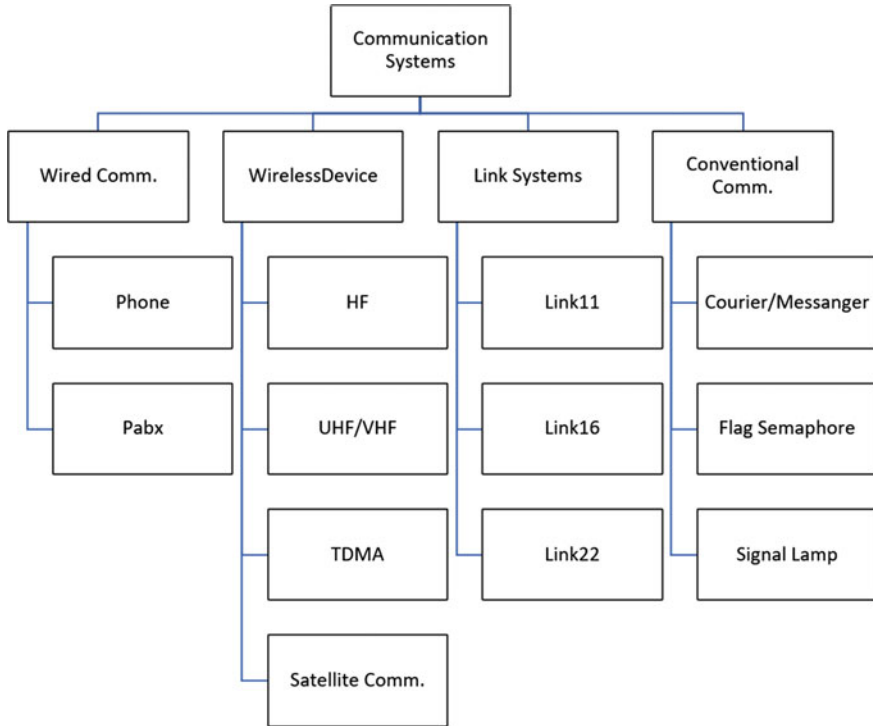 Communication
Systems
Wired Comm.
WirelessDevice
Link Systems
Conventional
Comm.
Phone
HF
Link11
Courier/Messanger
Pabx
UHF/VHF
Link16
Flag Semaphore
TDMA
Link22
Signal Lamp
Satellite Comm.